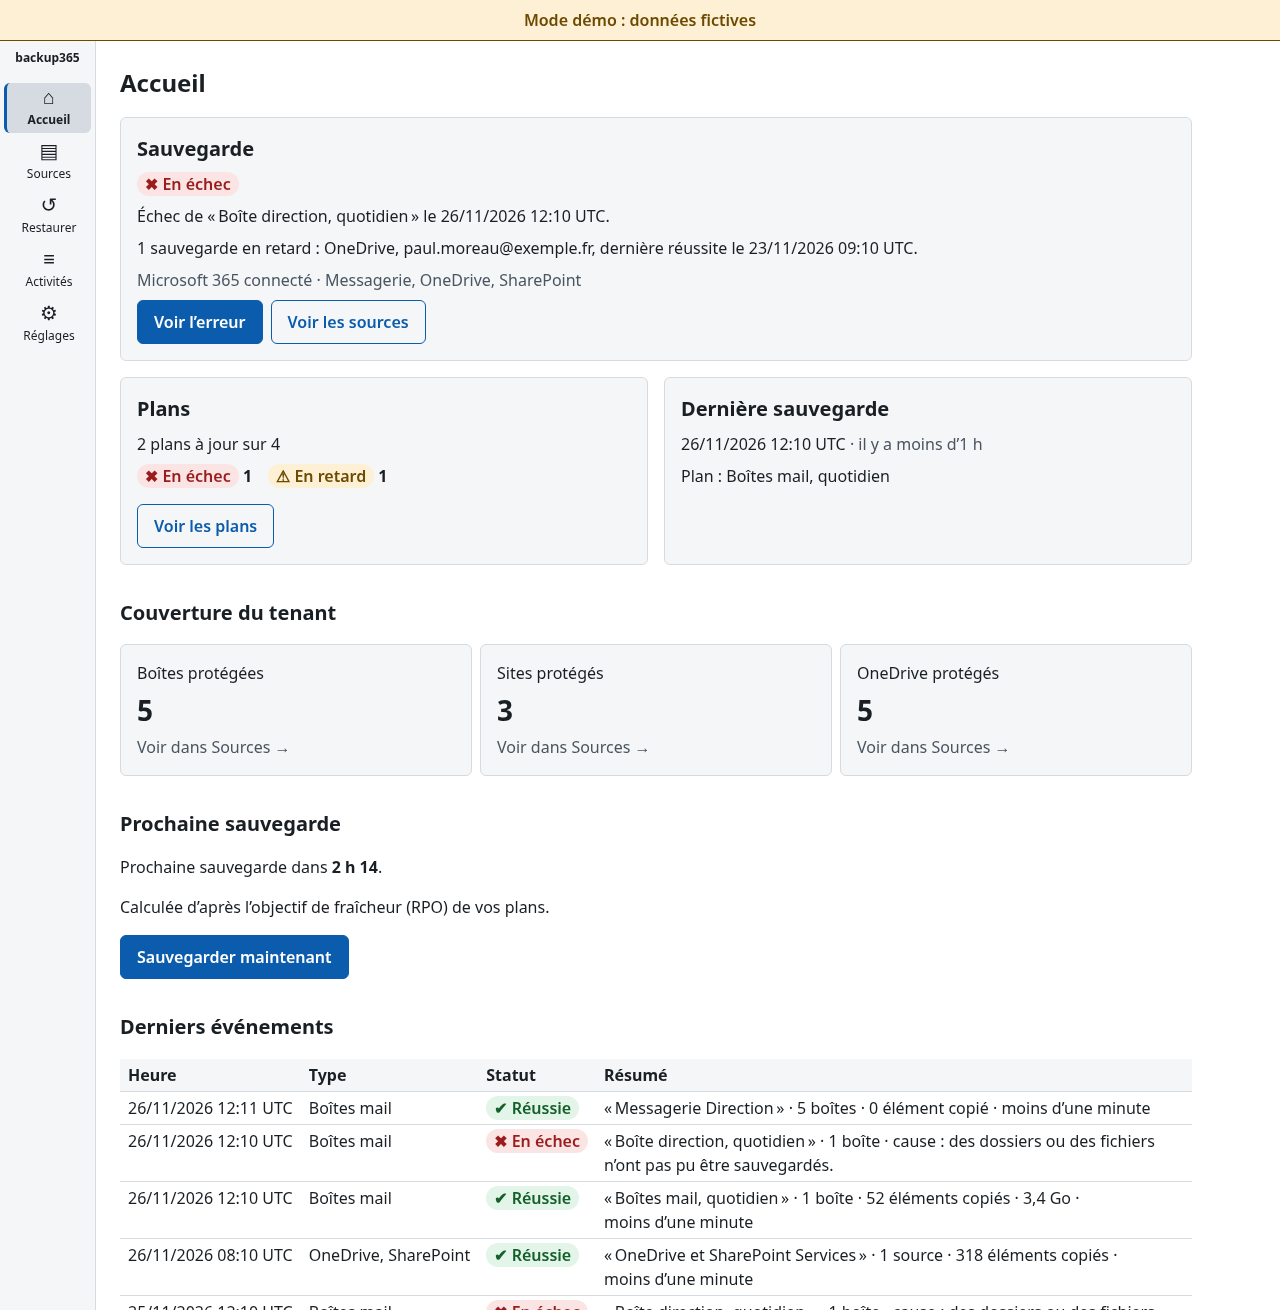 Mode démo : données fictives
backup365
Accueil
Sources
Restaurer
Activités
Réglages
Accueil
Sauvegarde
✖ En échec
Échec de « Boîte direction, quotidien » le 26/11/2026 12:10 UTC.
1 sauvegarde en retard : OneDrive, paul.moreau@exemple.fr, dernière réussite le 23/11/2026 09:10 UTC.
Microsoft 365 connecté · Messagerie, OneDrive, SharePoint
Voir l’erreur
Voir les sources
Plans
2 plans à jour sur 4
✖ En échec 1 ⚠ En retard 1
Voir les plans
Dernière sauvegarde
26/11/2026 12:10 UTC · il y a moins d’1 h
Plan : Boîtes mail, quotidien
Couverture du tenant
Boîtes protégées
5
Voir dans Sources →
Sites protégés
3
Voir dans Sources →
OneDrive protégés
5
Voir dans Sources →
Prochaine sauvegarde
Prochaine sauvegarde dans 2 h 14.
Calculée d’après l’objectif de fraîcheur (RPO) de vos plans.
Sauvegarder maintenant
Derniers événements
Heure Type Statut Résumé
26/11/2026 12:11 UTC Boîtes mail ✔ Réussie « Messagerie Direction » · 5 boîtes · 0 élément copié · moins d’une minute
26/11/2026 12:10 UTC Boîtes mail ✖ En échec « Boîte direction, quotidien » · 1 boîte · cause : des dossiers ou des fichiers
n’ont pas pu être sauvegardés.
26/11/2026 12:10 UTC Boîtes mail ✔ Réussie « Boîtes mail, quotidien » · 1 boîte · 52 éléments copiés · 3,4 Go ·
moins d’une minute
26/11/2026 08:10 UTC OneDrive, SharePoint ✔ Réussie « OneDrive et SharePoint Services » · 1 source · 318 éléments copiés ·
moins d’une minute